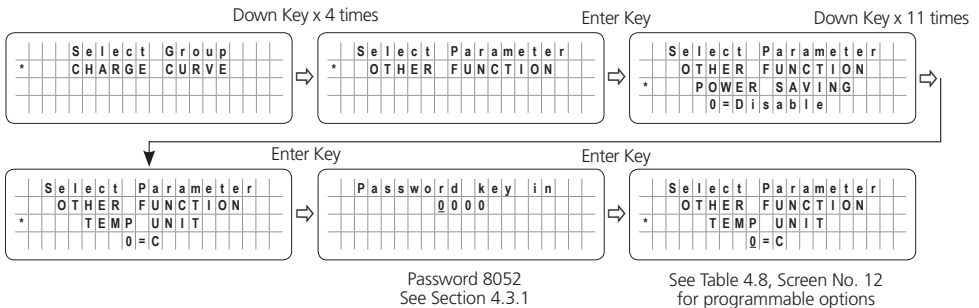 Down Key x 4 times
Enter Key
Down Key x 11 times
Select Group
* CHARGE CURVE
Select Parameter
* OTHER FUNCTION
Select Parameter
OTHER FUNCTION
* POWER SAVING
0=Disable
Enter Key
Enter Key
Select Parameter
OTHER FUNCTION
* TEMP UNIT
0=C
Password key in
0000
Select Parameter
OTHER FUNCTION
* TEMP UNIT
0=C
Password 8052
See Section 4.3.1
See Table 4.8, Screen No. 12
for programmable options